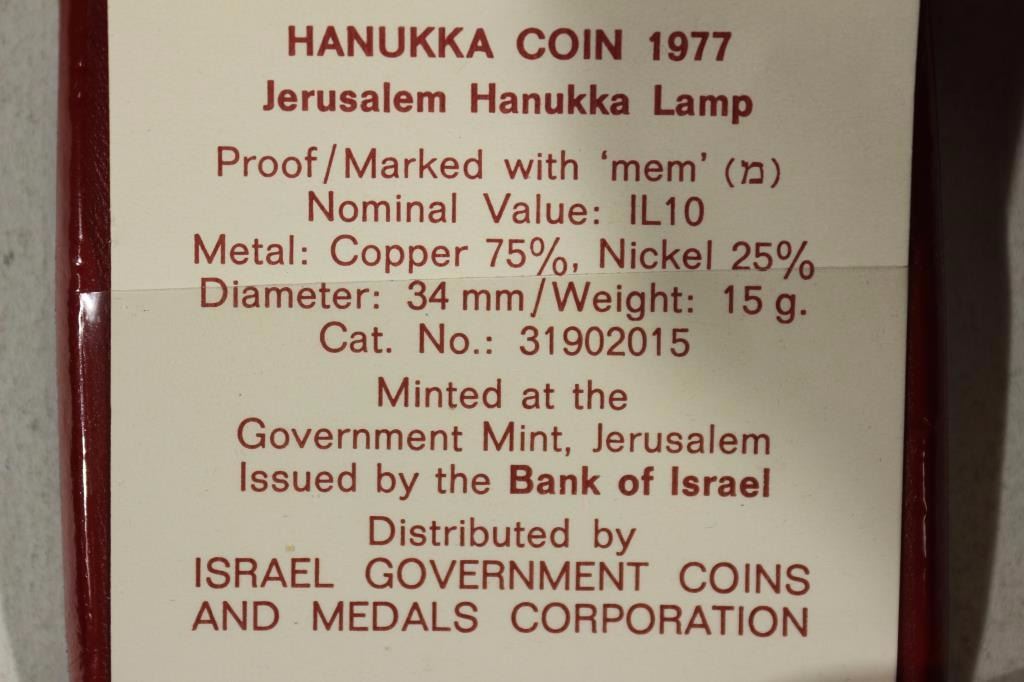 HANUKKA COIN 1977
Jerusalem Hanukka Lamp
Proof/Marked with ‘mem’ (מ)
Nominal Value: IL10
Metal: Copper 75%, Nickel 25%
Diameter: 34 mm/Weight: 15 g.
Cat. No.: 31902015
Minted at the
Government Mint, Jerusalem
Issued by the Bank of Israel
Distributed by
ISRAEL GOVERNMENT COINS
AND MEDALS CORPORATION